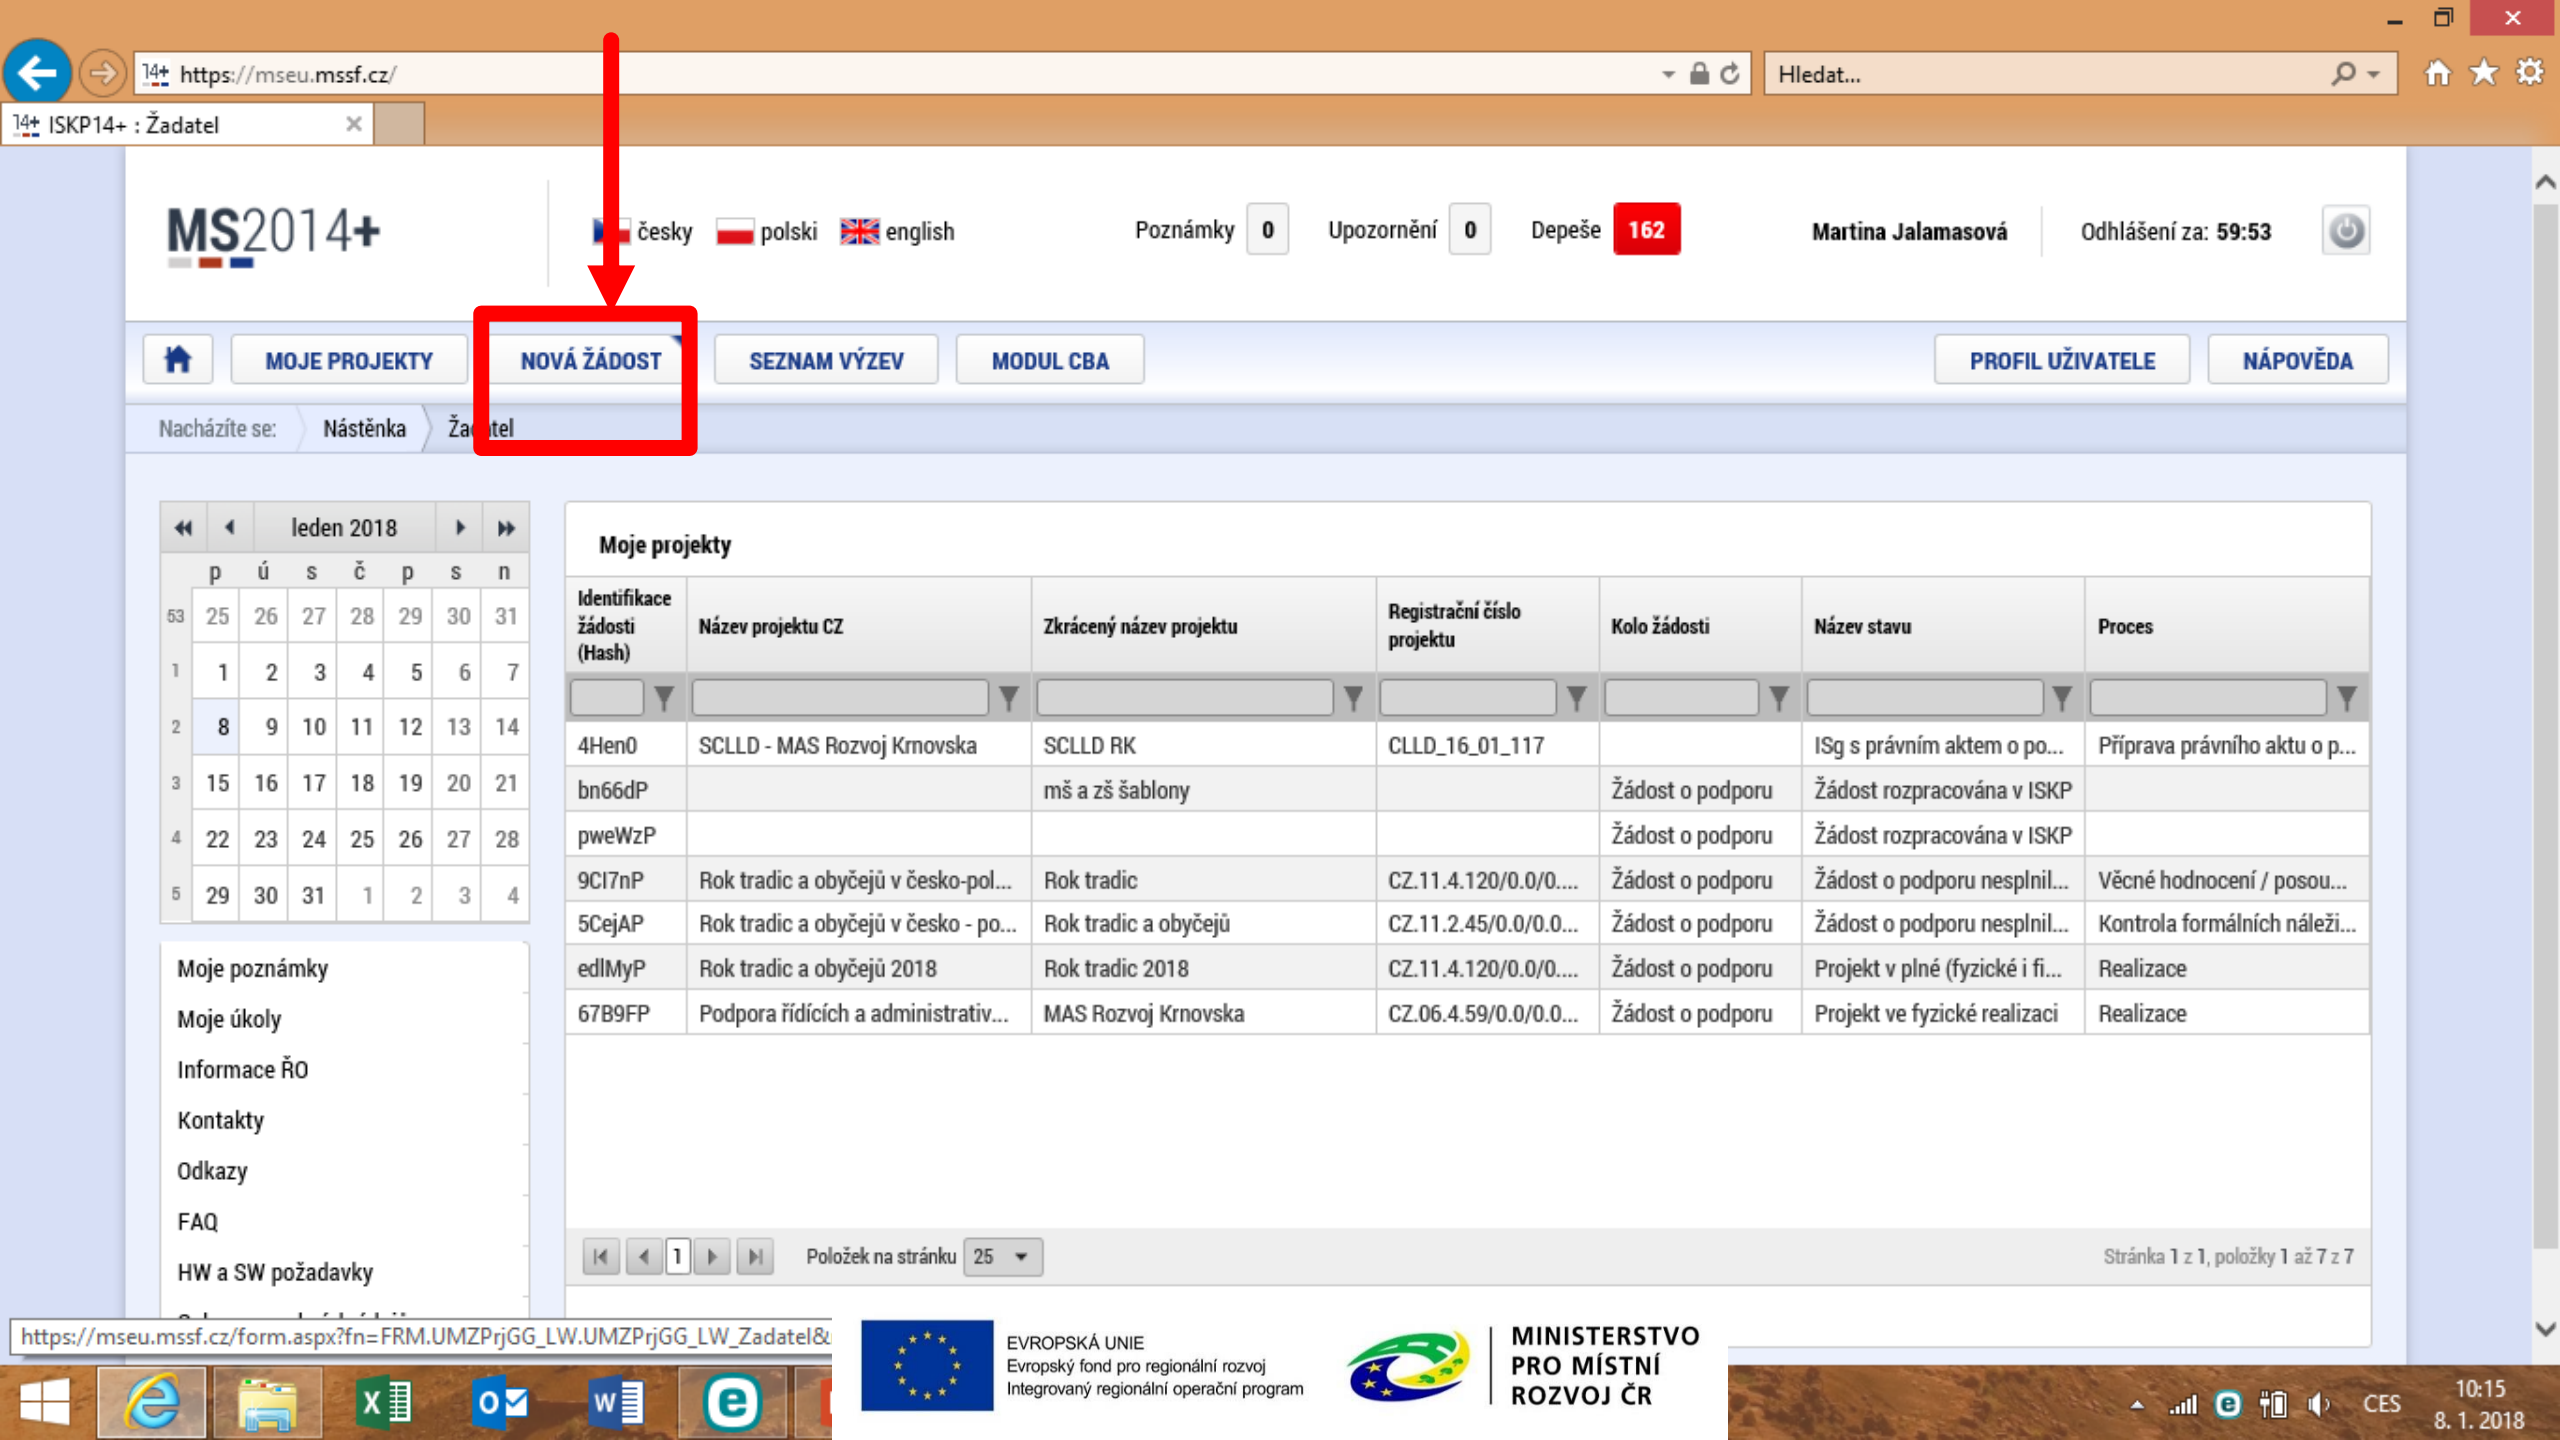 https://mseu.mssf.cz/
Hledat...
14+ ISKP14+ : Žadatel
MS2014+
česky polski english
Poznámky 0 Upozornění 0 Depeše 162
Martina Jalamasová Odhlášení za: 59:53
MOJE PROJEKTY NOVÁ ŽÁDOST SEZNAM VÝZEV MODUL CBA PROFIL UŽIVATELE NÁPOVĚDA
Nacházíte se: Nástěnka
leden 2018
p ú s č p s n
53 25 26 27 28 29 30 31
1 1 2 3 4 5 6 7
2 8 9 10 11 12 13 14
3 15 16 17 18 19 20 21
4 22 23 24 25 26 27 28
5 29 30 31 1 2 3 4
Moje poznámky
Moje úkoly
Informace ŘO
Kontakty
Odkazy
FAQ
HW a SW požadavky
Moje projekty
Identifikace žádosti (Hash) Název projektu CZ Zkrácený název projektu Registrační číslo projektu Kolo žádosti Název stavu Proces
4Hen0 SCLLD - MAS Rozvoj Krnovska SCLLD RK CLLD_16_01_117 ISg s právním aktem o po... Příprava právního aktu o p...
bn66dP mš a zš šablony Žádost o podporu Žádost rozpracována v ISKP
pweWzP Žádost o podporu Žádost rozpracována v ISKP
9CI7nP Rok tradic a obyčejů v česko-pol... Rok tradic CZ.11.4.120/0.0/0.... Žádost o podporu Žádost o podporu nesplnil... Věcné hodnocení / posou...
5CejAP Rok tradic a obyčejů v česko - po... Rok tradic a obyčejů CZ.11.2.45/0.0/0.0... Žádost o podporu Žádost o podporu nesplnil... Kontrola formálních náleži...
edlMyP Rok tradic a obyčejů 2018 Rok tradic 2018 CZ.11.4.120/0.0/0.... Žádost o podporu Projekt v plné (fyzické i fi... Realizace
67B9FP Podpora řídících a administrativ... MAS Rozvoj Krnovska CZ.06.4.59/0.0/0.0... Žádost o podporu Projekt ve fyzické realizaci Realizace
1 Položek na stránku 25
Stránka 1 z 1, položky 1 až 7 z 7
https://mseu.mssf.cz/form.aspx?fn=FRM.UMZPrjGG_LW.UMZPrjGG_LW_Zadatel&
EVROPSKÁ UNIE
Evropský fond pro regionální rozvoj
Integrovaný regionální operační program
MINISTERSTVO
PRO MÍSTNÍ
ROZVOJ ČR
CES
10:15
8. 1. 2018